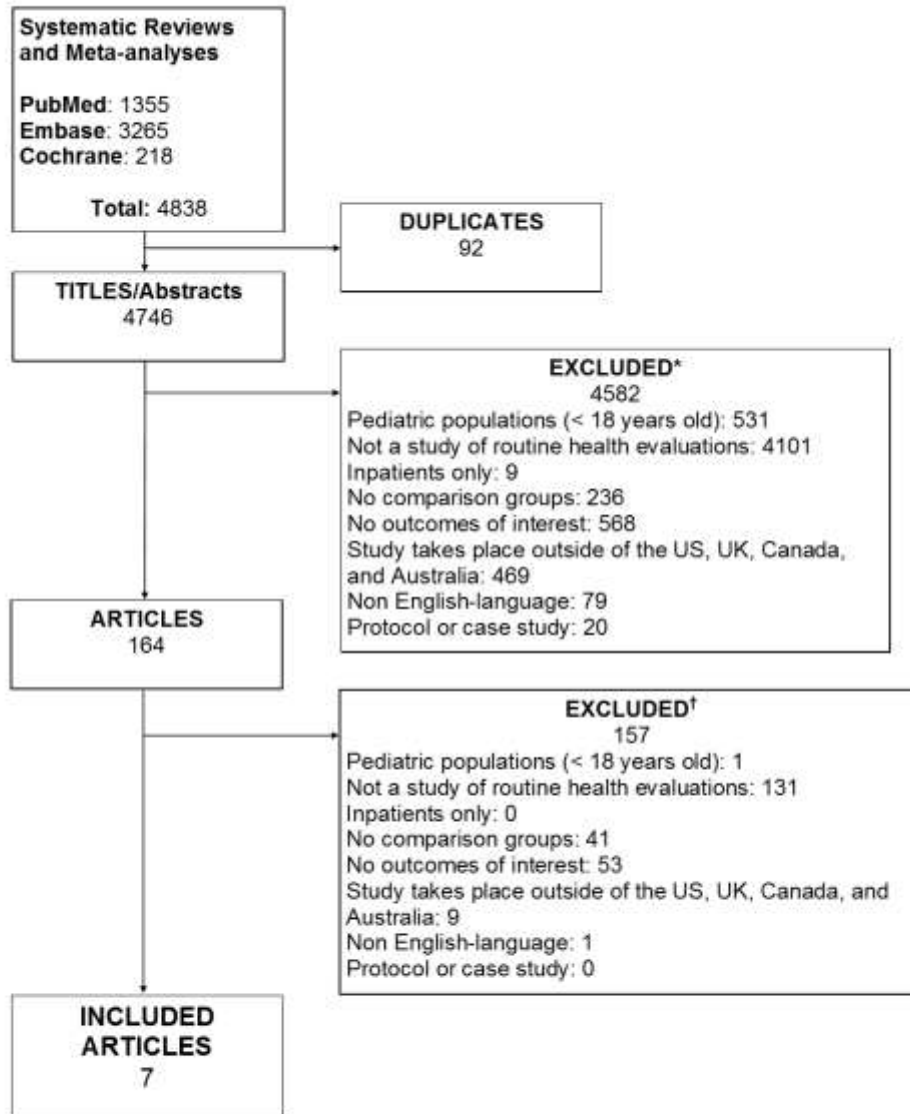 Systematic Reviews
and Meta-analyses
PubMed: 1355
Embase: 3265
Cochrane: 218
Total: 4838
DUPLICATES
92
TITLES/Abstracts
4746
EXCLUDED*
4582
Pediatric populations (< 18 years old): 531
Not a study of routine health evaluations: 4101
Inpatients only: 9
No comparison groups: 236
No outcomes of interest: 568
Study takes place outside of the US, UK, Canada,
and Australia: 469
Non English-language: 79
Protocol or case study: 20
ARTICLES
164
EXCLUDED†
157
Pediatric populations (< 18 years old): 1
Not a study of routine health evaluations: 131
Inpatients only: 0
No comparison groups: 41
No outcomes of interest: 53
Study takes place outside of the US, UK, Canada, and
Australia: 9
Non English-language: 1
Protocol or case study: 0
INCLUDED
ARTICLES
7